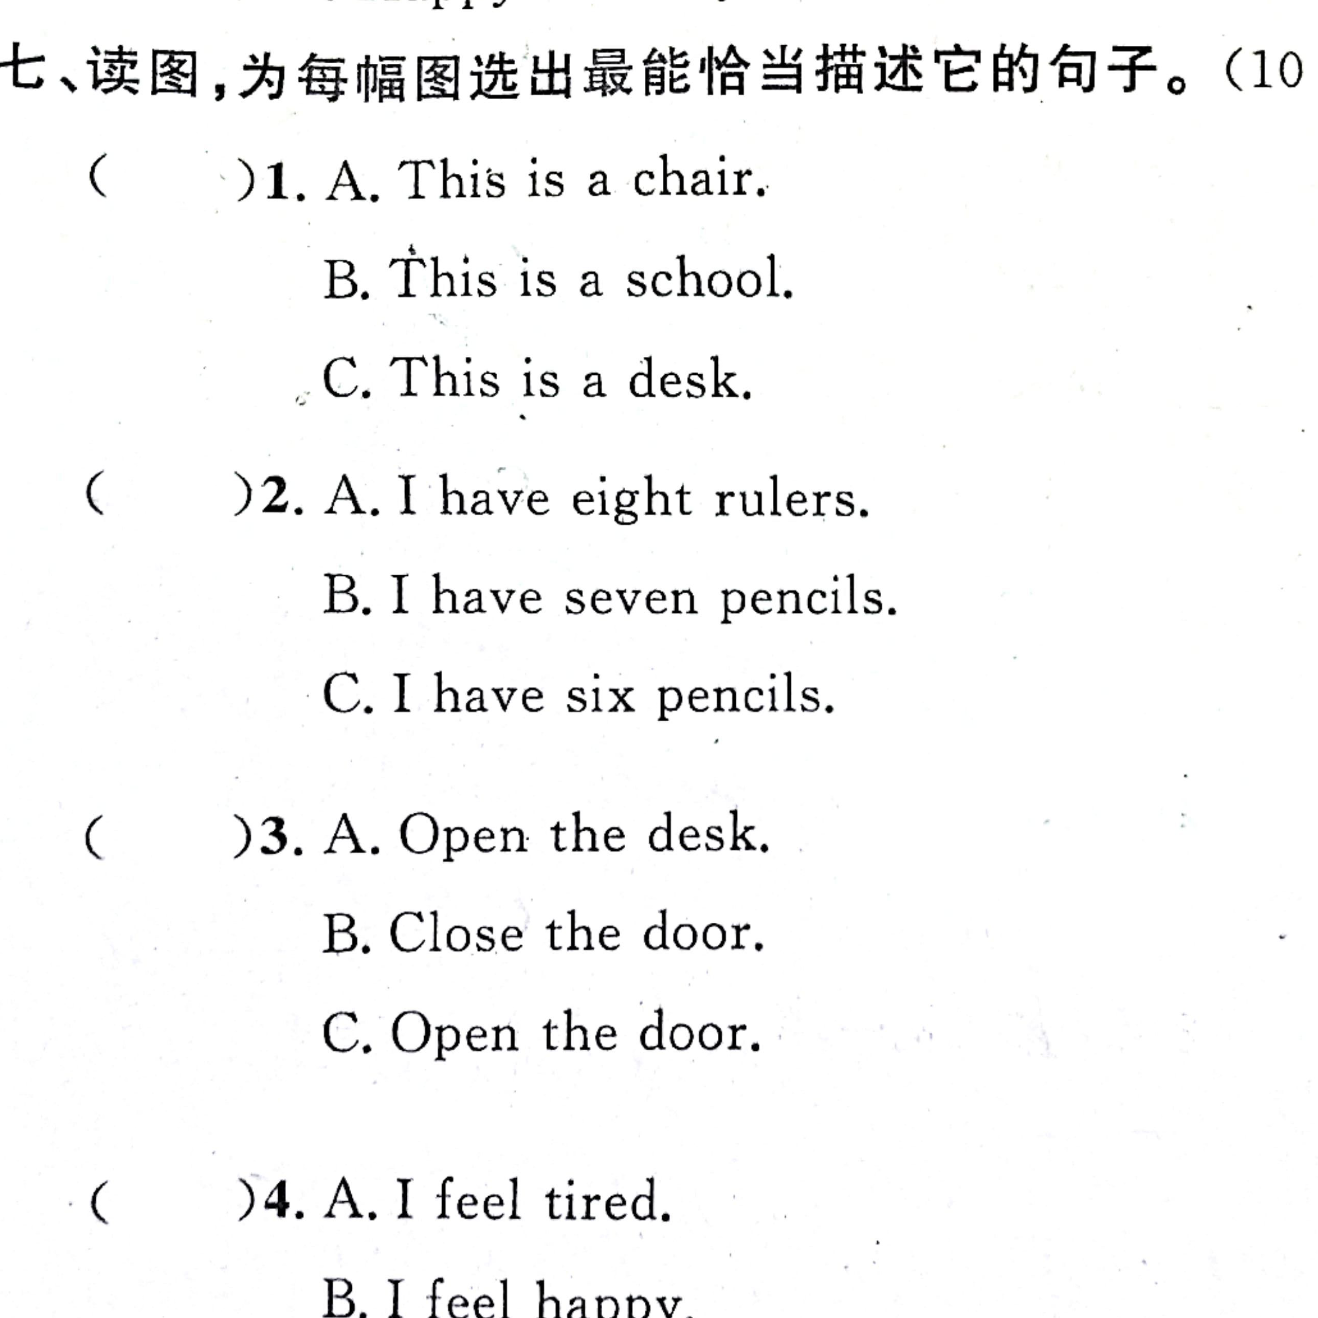 七、读图,为每幅图选出最能恰当描述它的句子。(10
( )1. A. This is a chair.
B. This is a school.
C. This is a desk.
( )2. A. I have eight rulers.
B. I have seven pencils.
C. I have six pencils.
( )3. A. Open the desk.
B. Close the door.
C. Open the door.
( )4. A. I feel tired.
B. I feel happy.